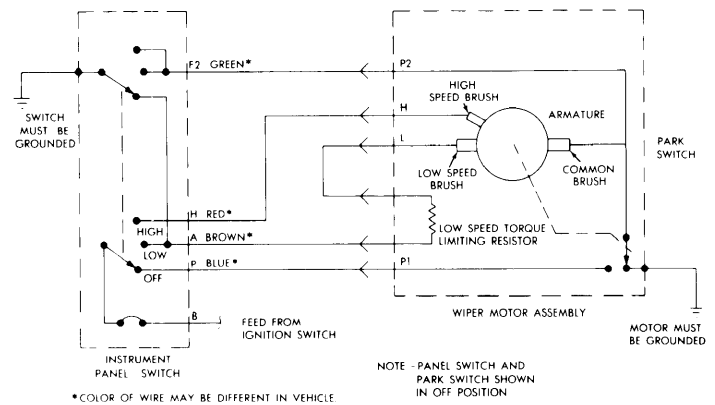 F2 GREEN*
P2
HIGH
SPEED BRUSH
ARMATURE
H
L
SWITCH
MUST BE
GROUNDED
LOW SPEED
BRUSH
COMMON
BRUSH
PARK
SWITCH
H RED*
HIGH
A BROWN*
LOW
LOW SPEED TORQUE
LIMITING RESISTOR
P BLUE*
OFF
P1
B
FEED FROM
IGNITION SWITCH
WIPER MOTOR ASSEMBLY
MOTOR MUST
BE GROUNDED
INSTRUMENT
PANEL SWITCH
NOTE - PANEL SWITCH AND
PARK SWITCH SHOWN
IN OFF POSITION
*COLOR OF WIRE MAY BE DIFFERENT IN VEHICLE.